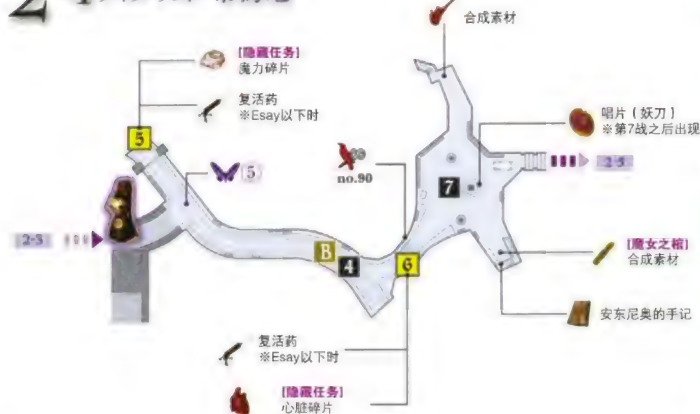 2
合成素材
[隐藏任务]
魔力碎片
复活药
※Esay以下时
5
5
唱片（妖刀）
※第7战之后出现
no.90
2-5
7
2-3
B
4
6
[魔女之棺]
合成素材
安东尼奥的手记
复活药
※Esay以下时
[隐藏任务]
心脏碎片